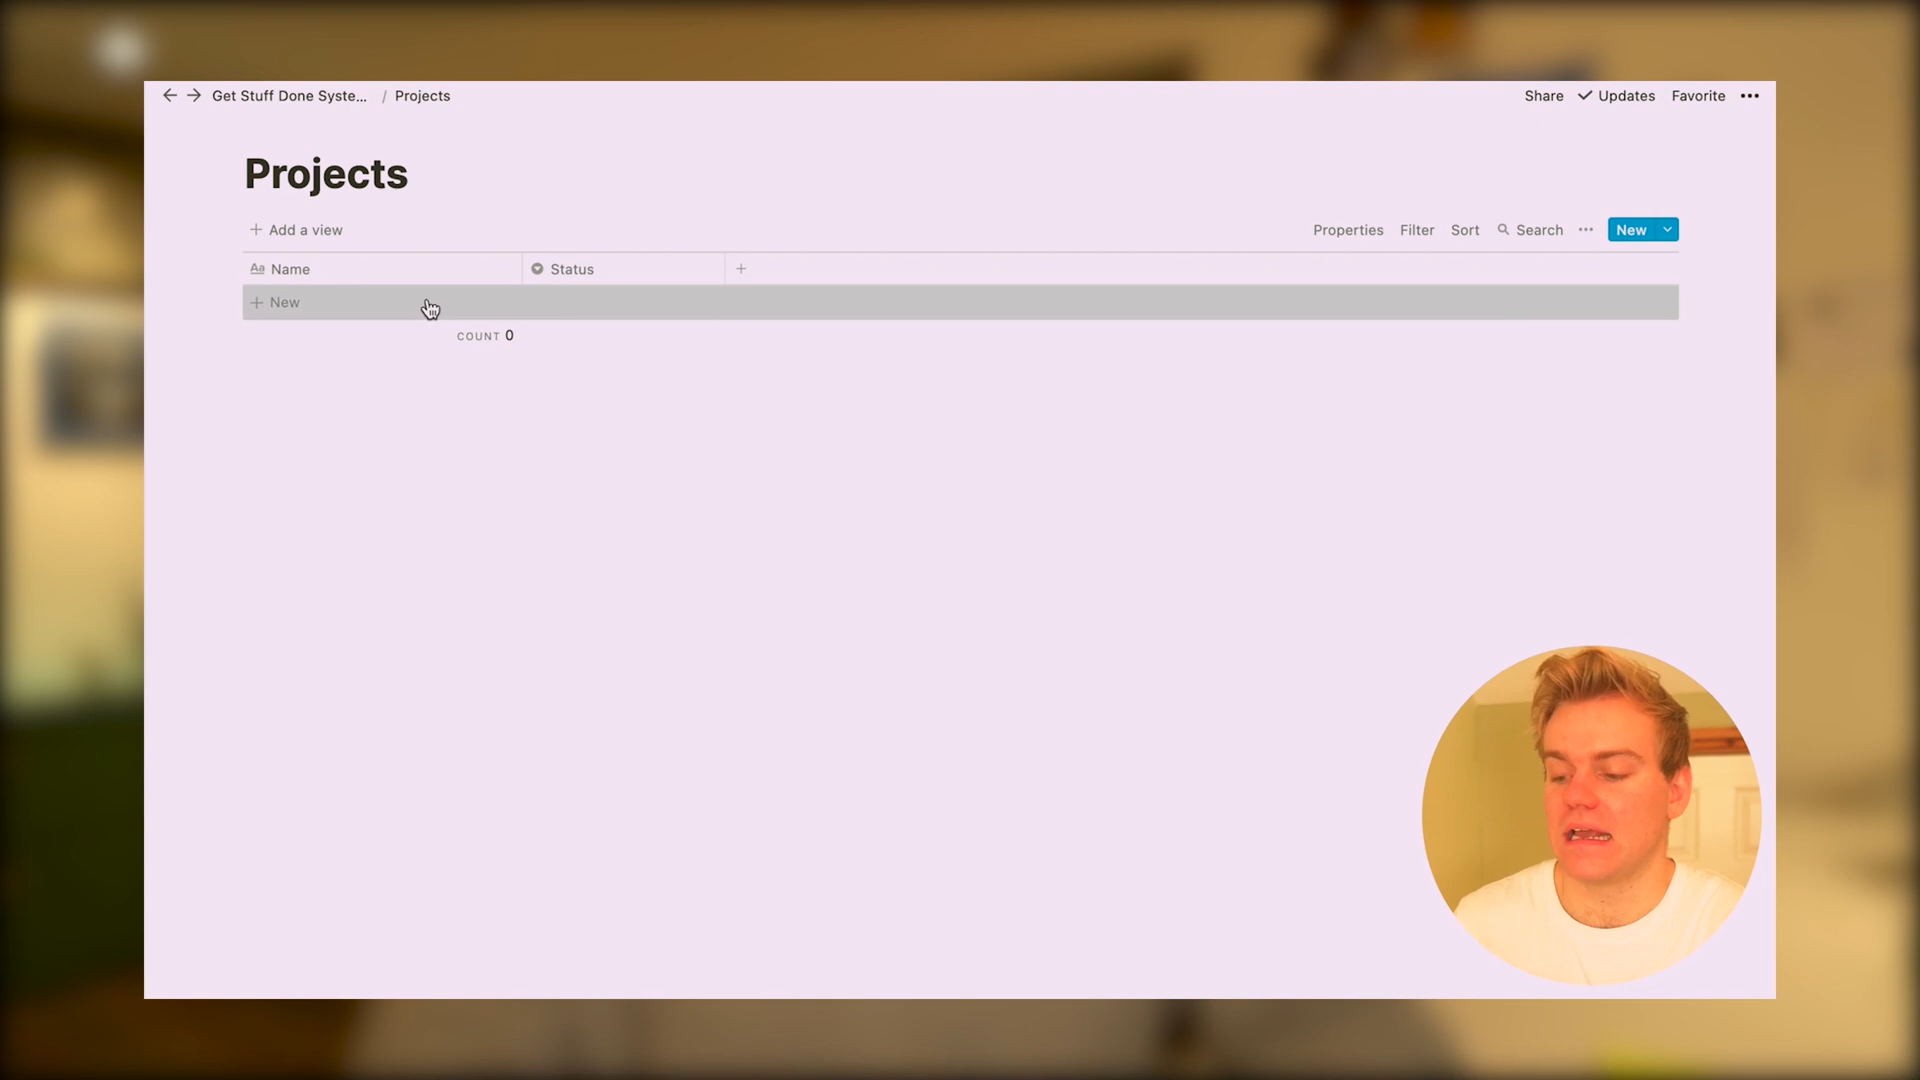 Get Stuff Done Syste... / Projects Share Updates Favorite
Projects
Add a view Properties Filter Sort Search New
Aa Name Status
New
COUNT 0